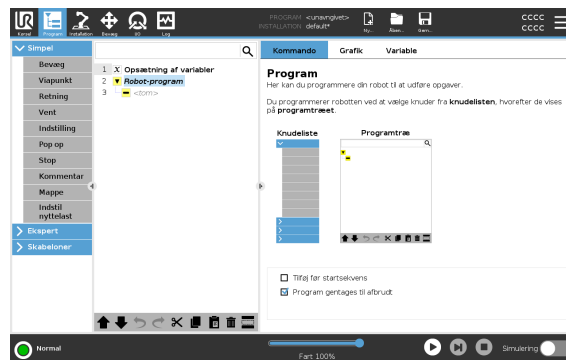 UR
Kørsel Program Installation Bevæg I/O Log
PROGRAM <unavngivet>
INSTALLATION default*
Ny... Åben... Gem...
CCCC
CCCC
Simpel
Bevæg
Viapunkt
Retning
Vent
Indstilling
Pop op
Stop
Kommentar
Mappe
Indstil
nyttelast
Ekspert
Skabeloner
1 X Opsætning af variabler
2 Robot-program
3 <tom>
Kommando Grafik Variable
Program
Her kan du programmere din robot til at udføre opgaver.
Du programmerer robotten ved at vælge knuder fra knudelisten, hvorefter de vises
på programtræet.
Knudeliste Programtræ
Tilføj før
startsekvens
Program gentages til afbrudt
Normal
Fart 100%
Simulering